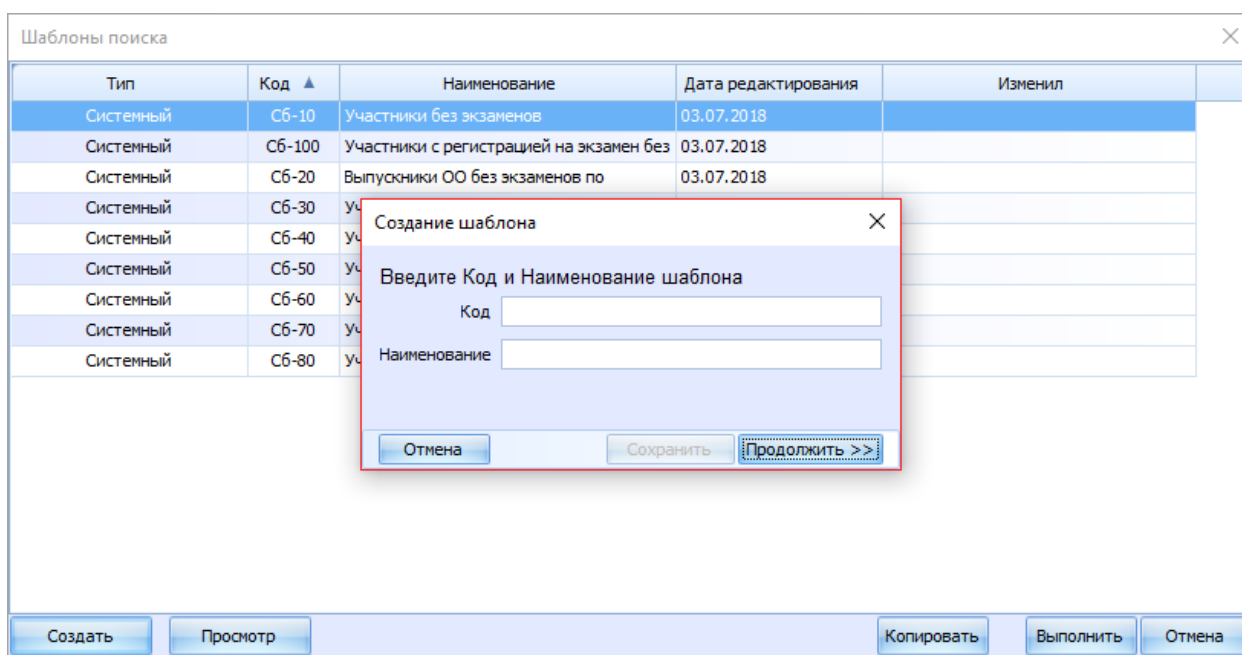 Шаблоны поиска
Тип Код Наименование Дата редактирования Изменил
Системный Сб-10 Участники без экзаменов 03.07.2018
Системный Сб-100 Участники с регистрацией на экзамен без 03.07.2018
Системный Сб-20 Выпускники ОО без экзаменов по 03.07.2018
Системный Сб-30
Системный Сб-40
Системный Сб-50
Системный Сб-60
Системный Сб-70
Системный Сб-80
Создание шаблона
Введите Код и Наименование шаблона
Код
Наименование
Отмена Сохранить Продолжить >>
Создать Просмотр Копировать Выполнить Отмена